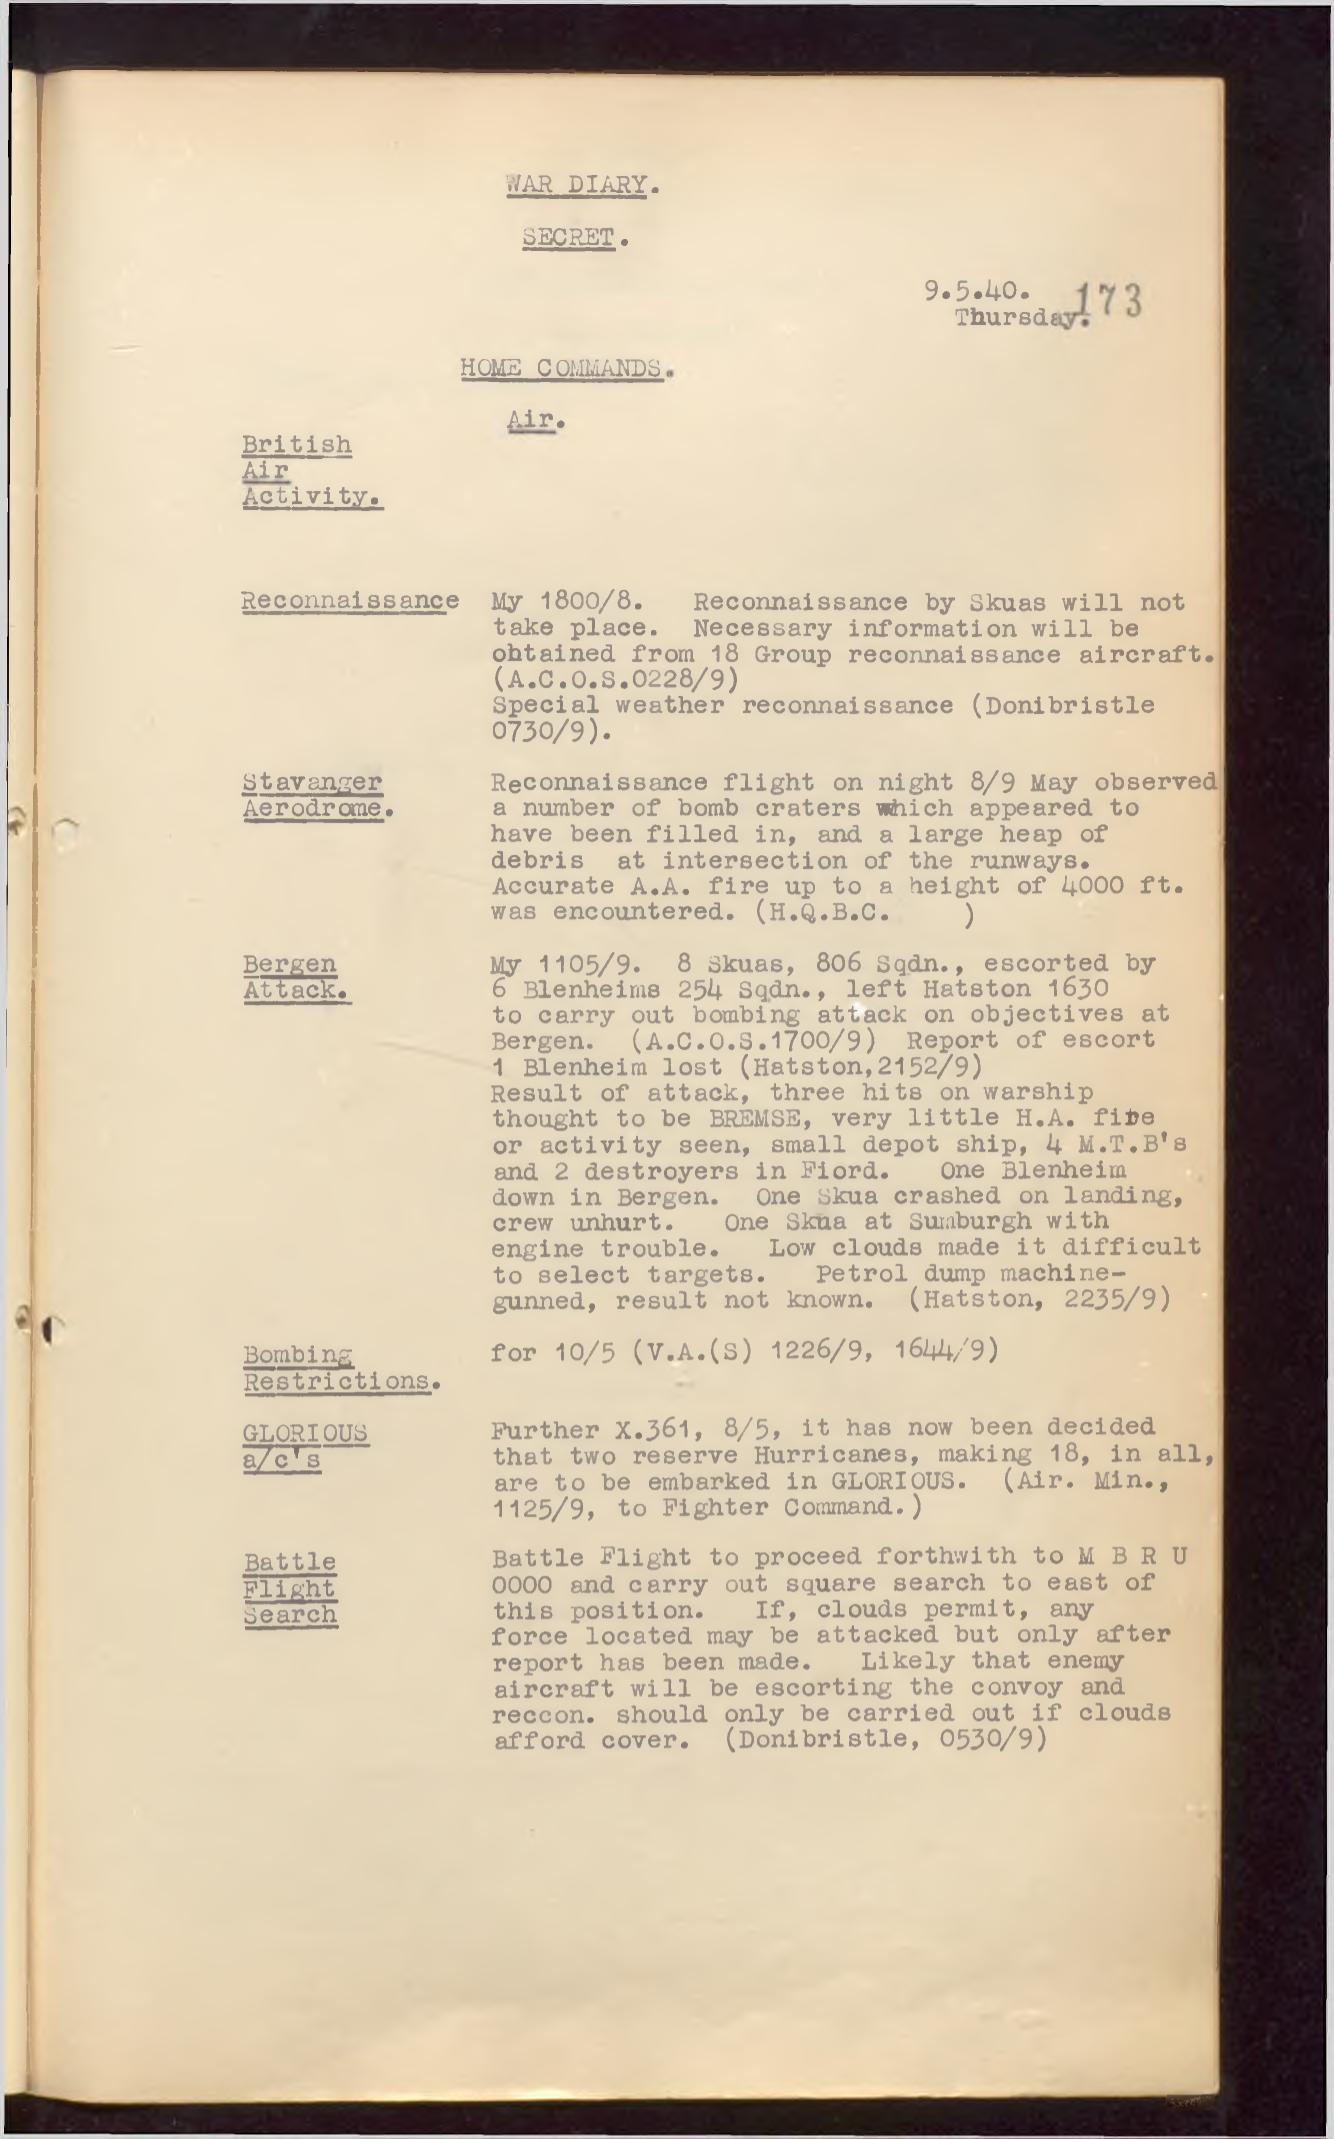 WAR DIARY.
SECRET.
9.5.40.
173
Thursday.
HOME COMMANDS.
Air.
British
Air
Activity.
Reconnaissance My 1800/8. Reconnaissance by Skuas will not
take place. Necessary information will be
obtained from 18 Group reconnaissance aircraft.
(A.C.O.S.0228/9)
Special weather reconnaissance (Donibristle
0730/9).
Stavanger Reconnaissance flight on night 8/9 May observed
Aerodrome. a number of bomb craters which appeared to
have been filled in, and a large heap of
debris at intersection of the runways.
Accurate A.A. fire up to a height of 4000 ft.
was encountered. (H.Q.B.C. )
Bergen My 1105/9. 8 Skuas, 806 Sqdn., escorted by
Attack. 6 Blenheims 254 Sqdn., left Hatston 1630
to carry out bombing attack on objectives at
Bergen. (A.C.O.S.1700/9) Report of escort
1 Blenheim lost (Hatston,2152/9)
Result of attack, three hits on warship
thought to be BREMSE, very little H.A. fire
or activity seen, small depot ship, 4 M.T.B's
and 2 destroyers in Fiord. One Blenheim
down in Bergen. One Skua crashed on landing,
crew unhurt. One Skua at Sumburgh with
engine trouble. Low clouds made it difficult
to select targets. Petrol dump machine-
gunned, result not known. (Hatston, 2235/9)
Bombing for 10/5 (V.A.(S) 1226/9, 1644/9)
Restrictions.
GLORIOUS Further X.361, 8/5, it has now been decided
a/c's that two reserve Hurricanes, making 18, in all,
are to be embarked in GLORIOUS. (Air. Min.,
1125/9, to Fighter Command.)
Battle Battle Flight to proceed forthwith to M B R U
Flight 0000 and carry out square search to east of
Search this position. If, clouds permit, any
force located may be attacked but only after
report has been made. Likely that enemy
aircraft will be escorting the convoy and
reccon. should only be carried out if clouds
afford cover. (Donibristle, 0530/9)